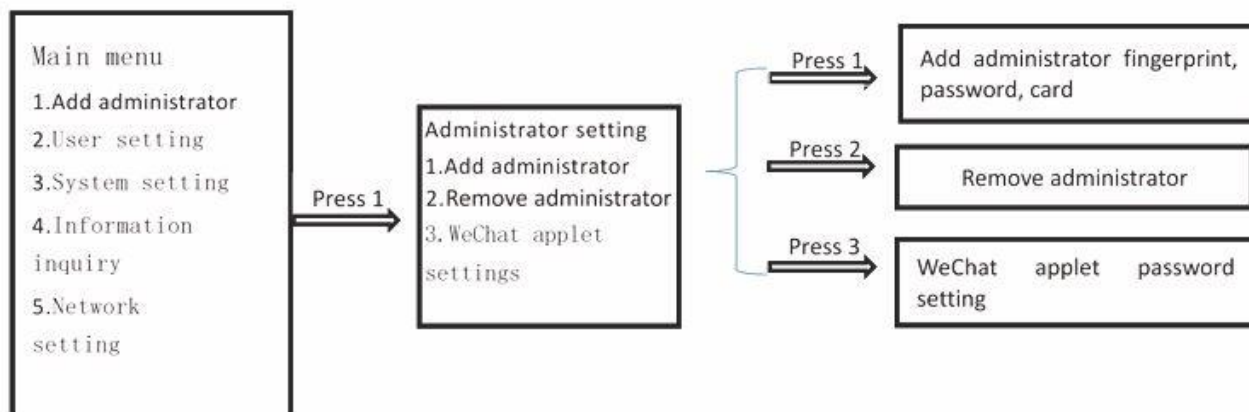 Main menu
1.Add administrator
2.User setting
3.System setting
4.Information
inquiry
5.Network
setting
Press 1
Administrator setting
1.Add administrator
2.Remove administrator
3.WeChat applet
settings
Press 1
Add administrator fingerprint,
password, card
Press 2
Remove administrator
Press 3
WeChat applet password
setting